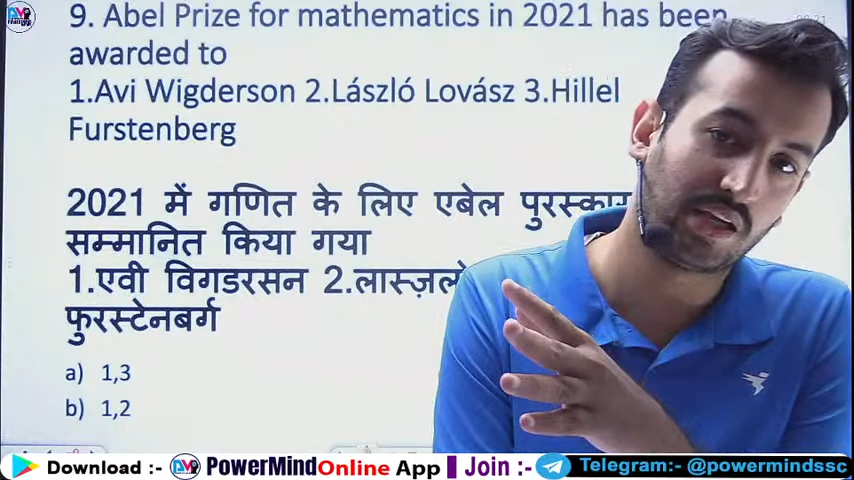 9. Abel Prize for mathematics in 2021 has been
awarded to
1.Avi Wigderson 2.László Lovász 3.Hillel
Furstenberg
2021 में गणित के लिए एबेल पुरस्कार
सम्मानित किया गया
1.एवी विगडरसन 2.लास्ज़लो
फुरस्टेनबर्ग
a) 1,3
b) 1,2
Download :- PowerMind Online App Join :- Telegram:- @powermindssc